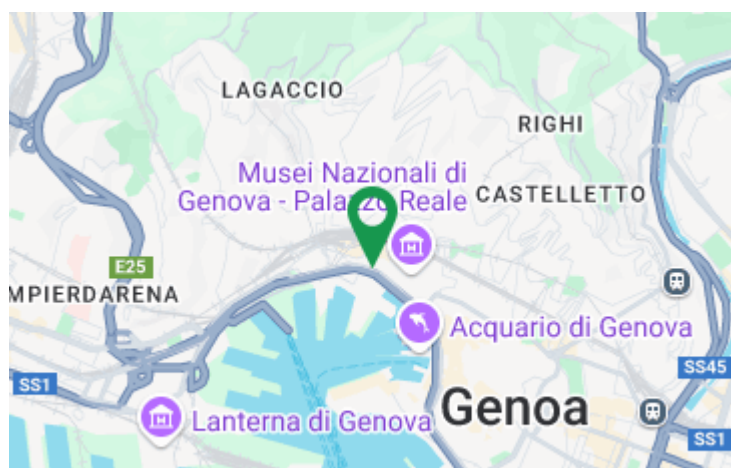 LAGACCIO
RIGHI
Musei Nazionali di
Genova - Palazzo Reale
CASTELLETTO
E25
MPIERDARENA
Acquario di Genova
SS1
SS45
Genoa
Lanterna di Genova
SS1